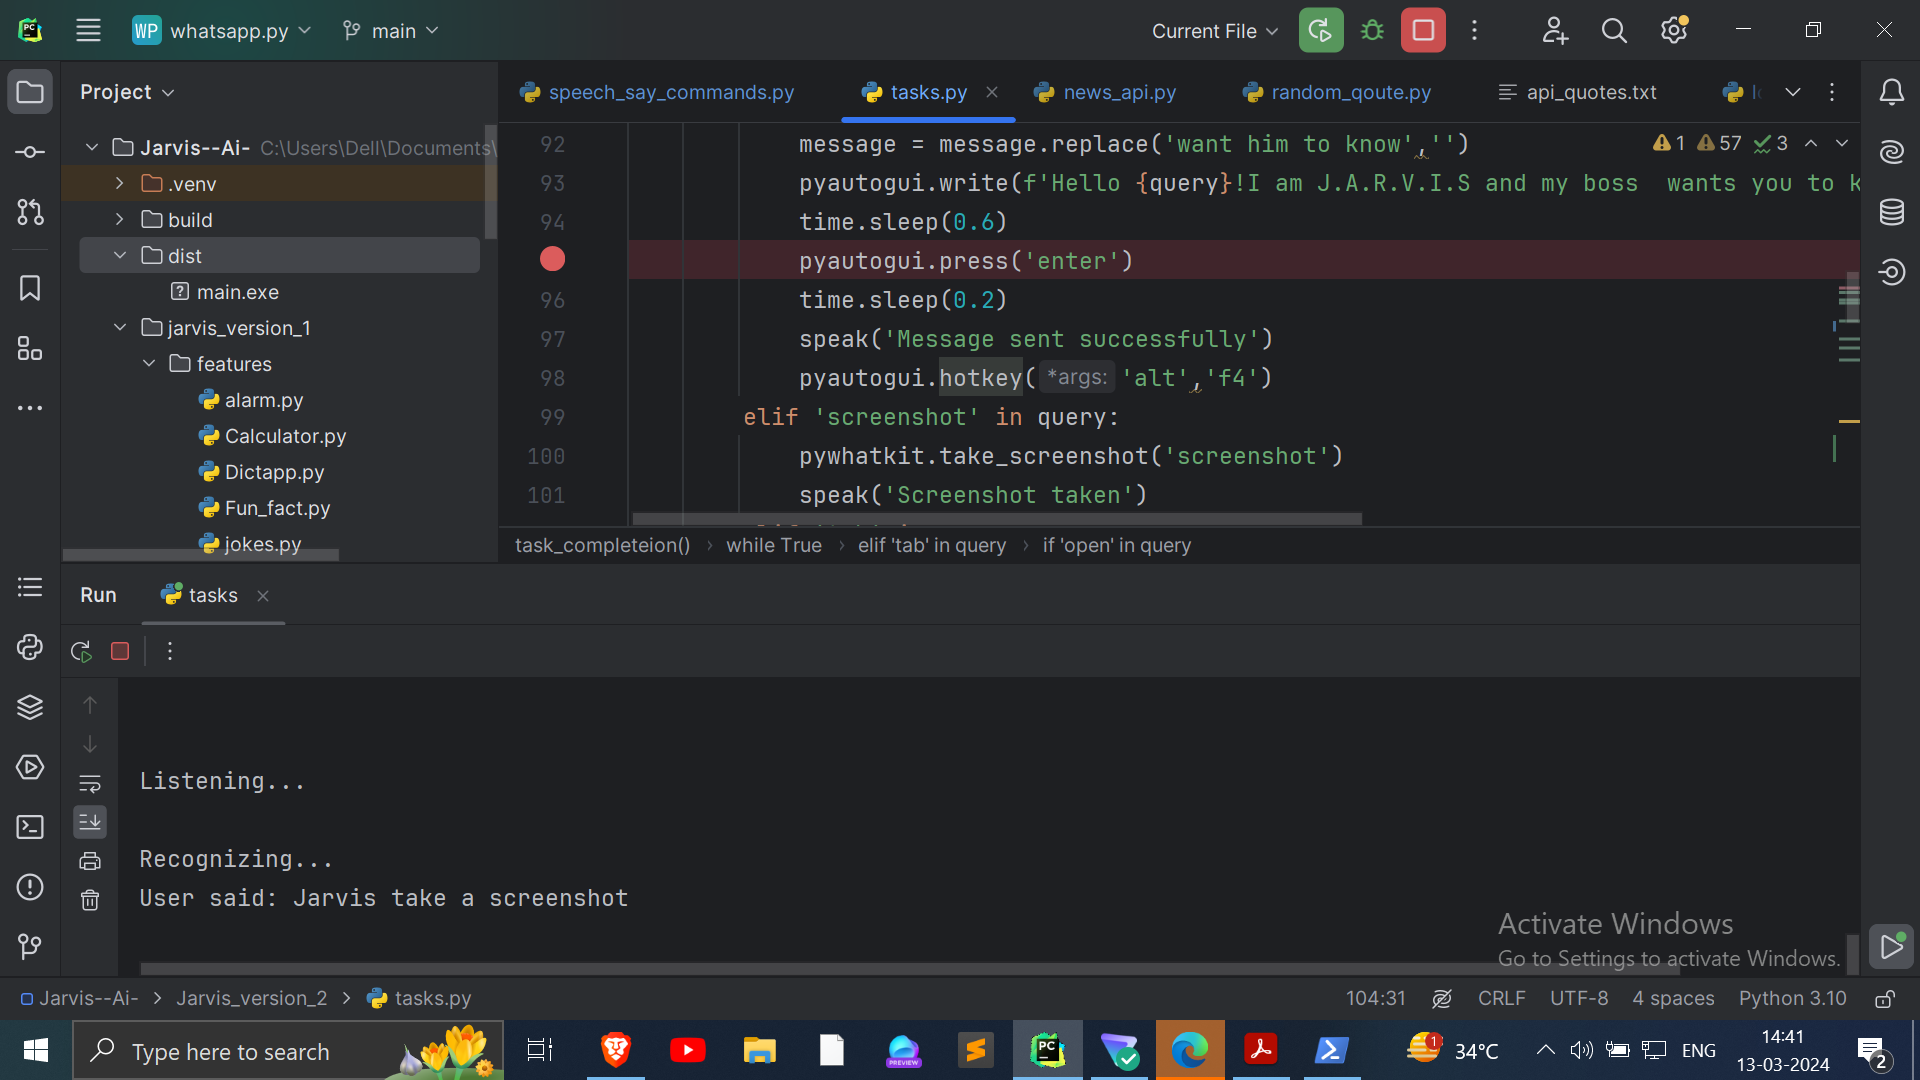 PC
WP whatsapp.py
main
Current File
Project
speech_say_commands.py
tasks.py
news_api.py
random_qoute.py
api_quotes.txt
Jarvis--Ai- C:\Users\Dell\Documents\
.venv
build
dist
main.exe
jarvis_version_1
features
alarm.py
Calculator.py
Dictapp.py
Fun_fact.py
jokes.py
92 message = message.replace('want him to know','')
1 57 3
93 pyautogui.write(f'Hello {query}!I am J.A.R.V.I.S and my boss  wants you to k
94 time.sleep(0.6)
pyautogui.press('enter')
96 time.sleep(0.2)
97 speak('Message sent successfully')
98 pyautogui.hotkey( *args: 'alt','f4')
99 elif 'screenshot' in query:
100 pywhatkit.take_screenshot('screenshot')
101 speak('Screenshot taken')
task_completeion() › while True › elif 'tab' in query › if 'open' in query
Run
tasks
Listening...
Recognizing...
User said: Jarvis take a screenshot
Activate Windows
Go to Settings to activate Windows.
Jarvis--Ai- > Jarvis_version_2 > tasks.py
104:31
CRLF
UTF-8
4 spaces
Python 3.10
Type here to search
PREVIEW
PC
1
34°C
ENG
14:41
13-03-2024
2